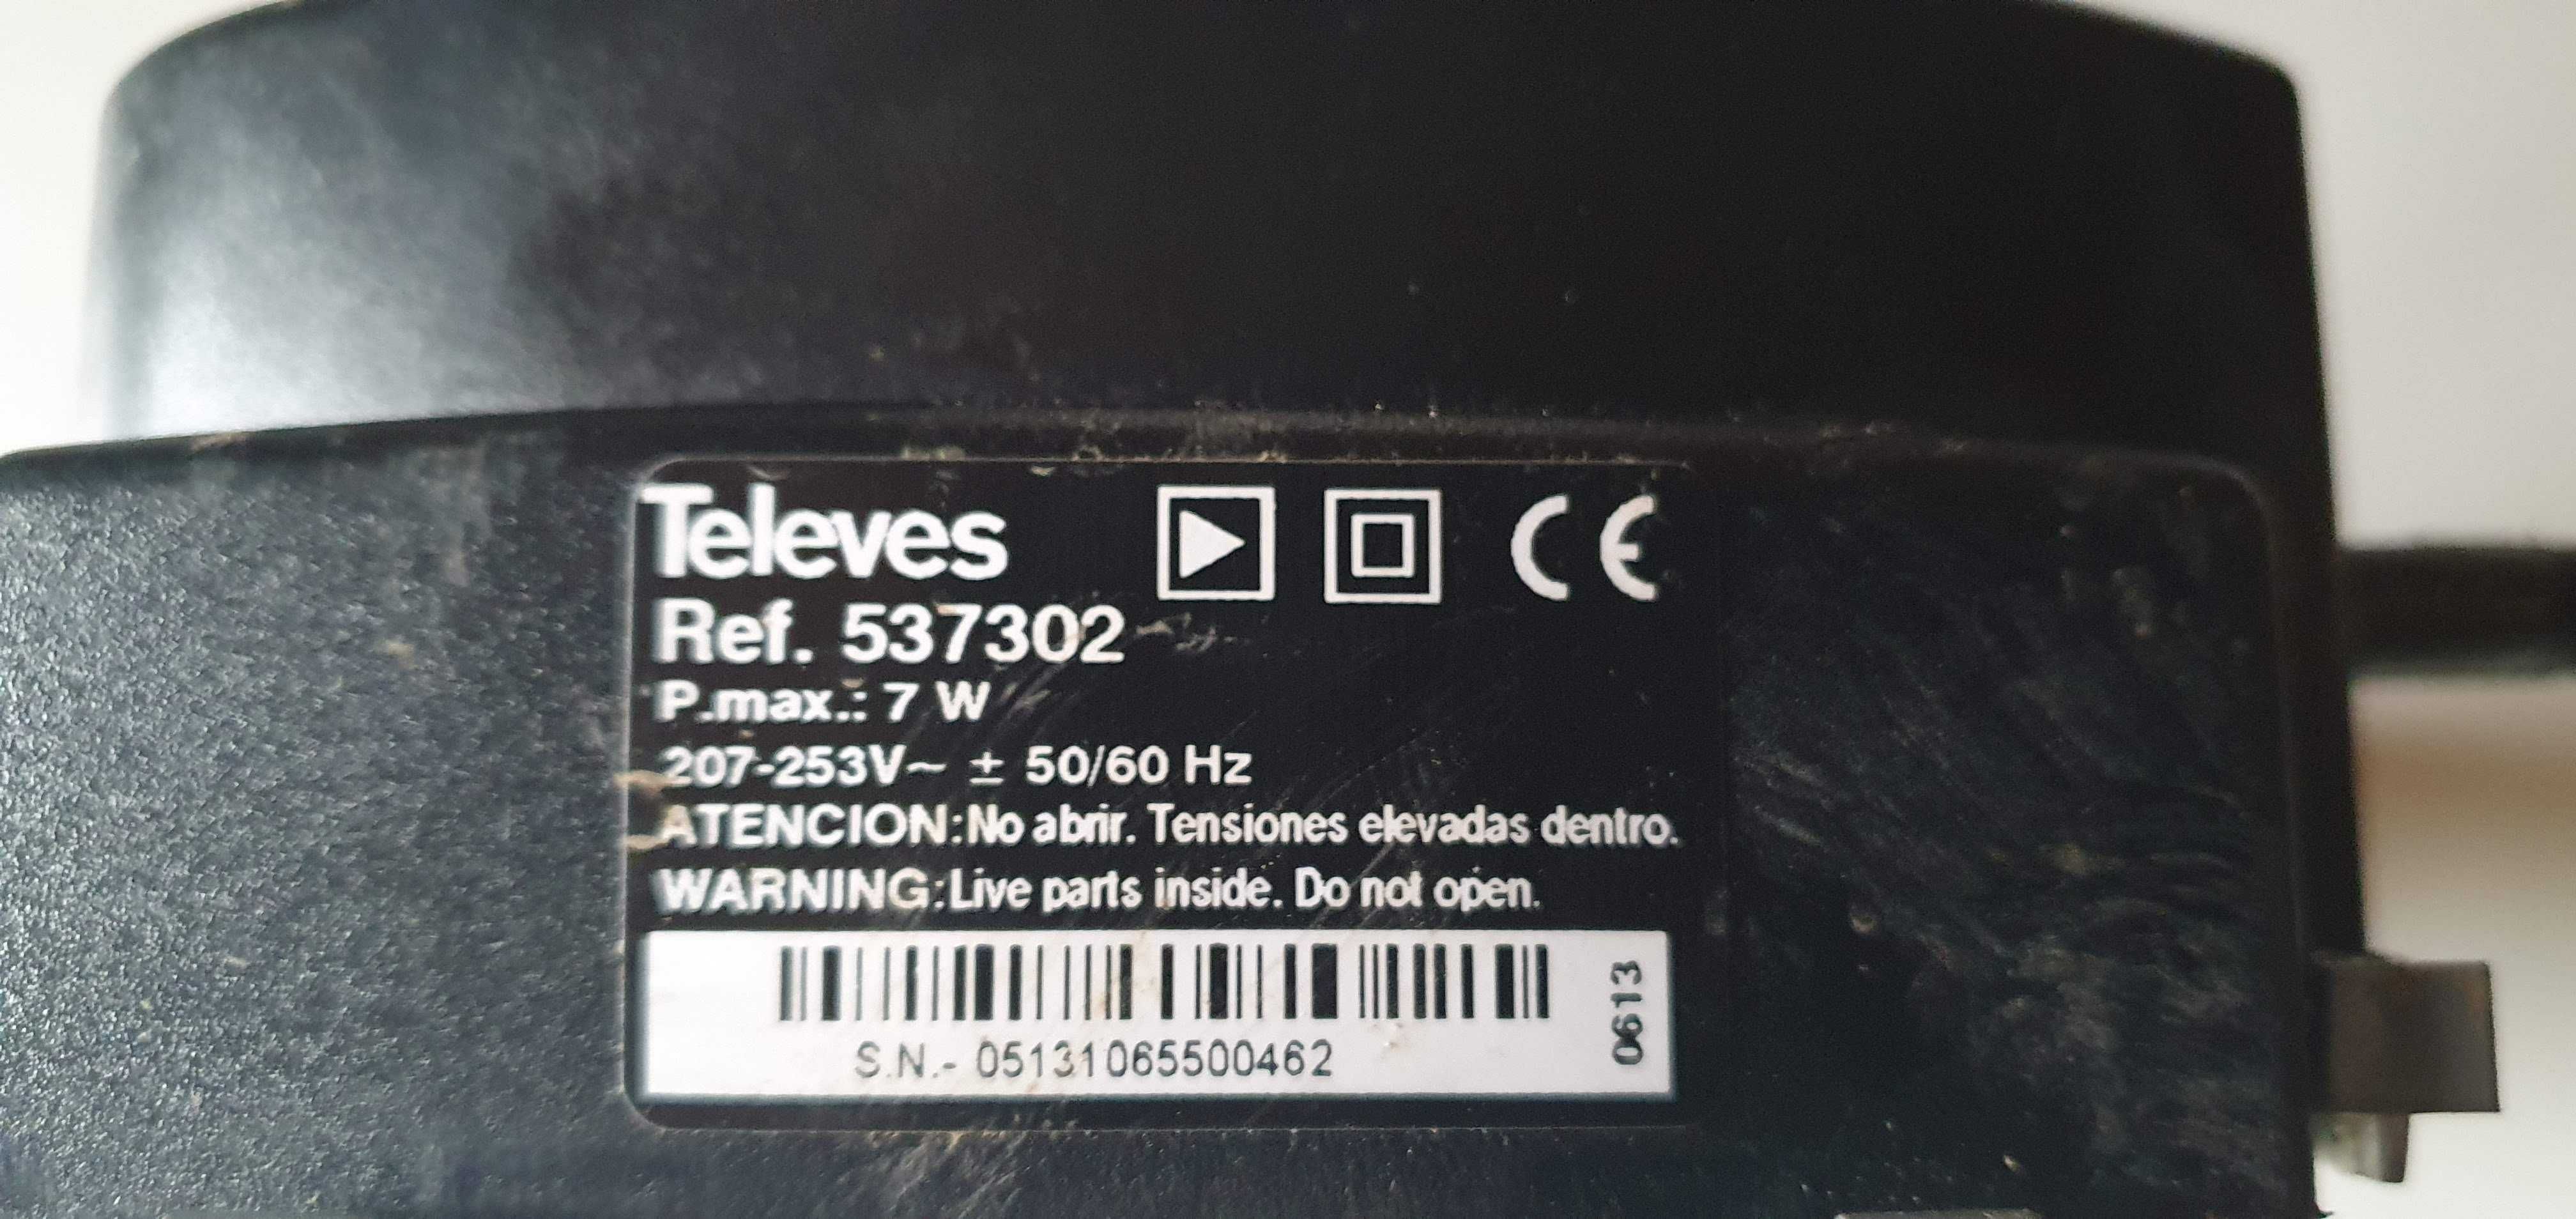 Televes CE
Ref. 537302
P.max.: 7 W
207-253V~ ± 50/60 Hz
ATENCION:No abrir. Tensiones elevadas dentro.
WARNING:Live parts inside. Do not open.
S.N.- 05131065500462
0613